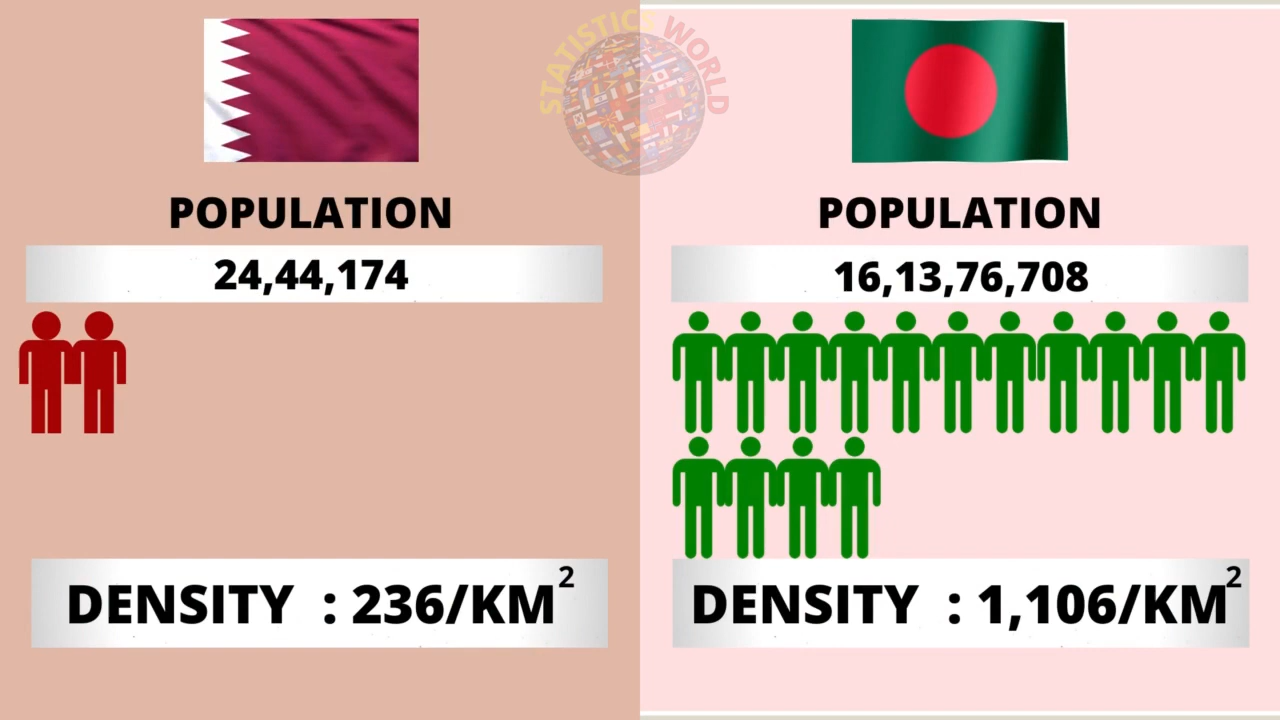 STATISTICS WORLD
POPULATION
24,44,174
DENSITY : 236/KM²
POPULATION
16,13,76,708
DENSITY : 1,106/KM²